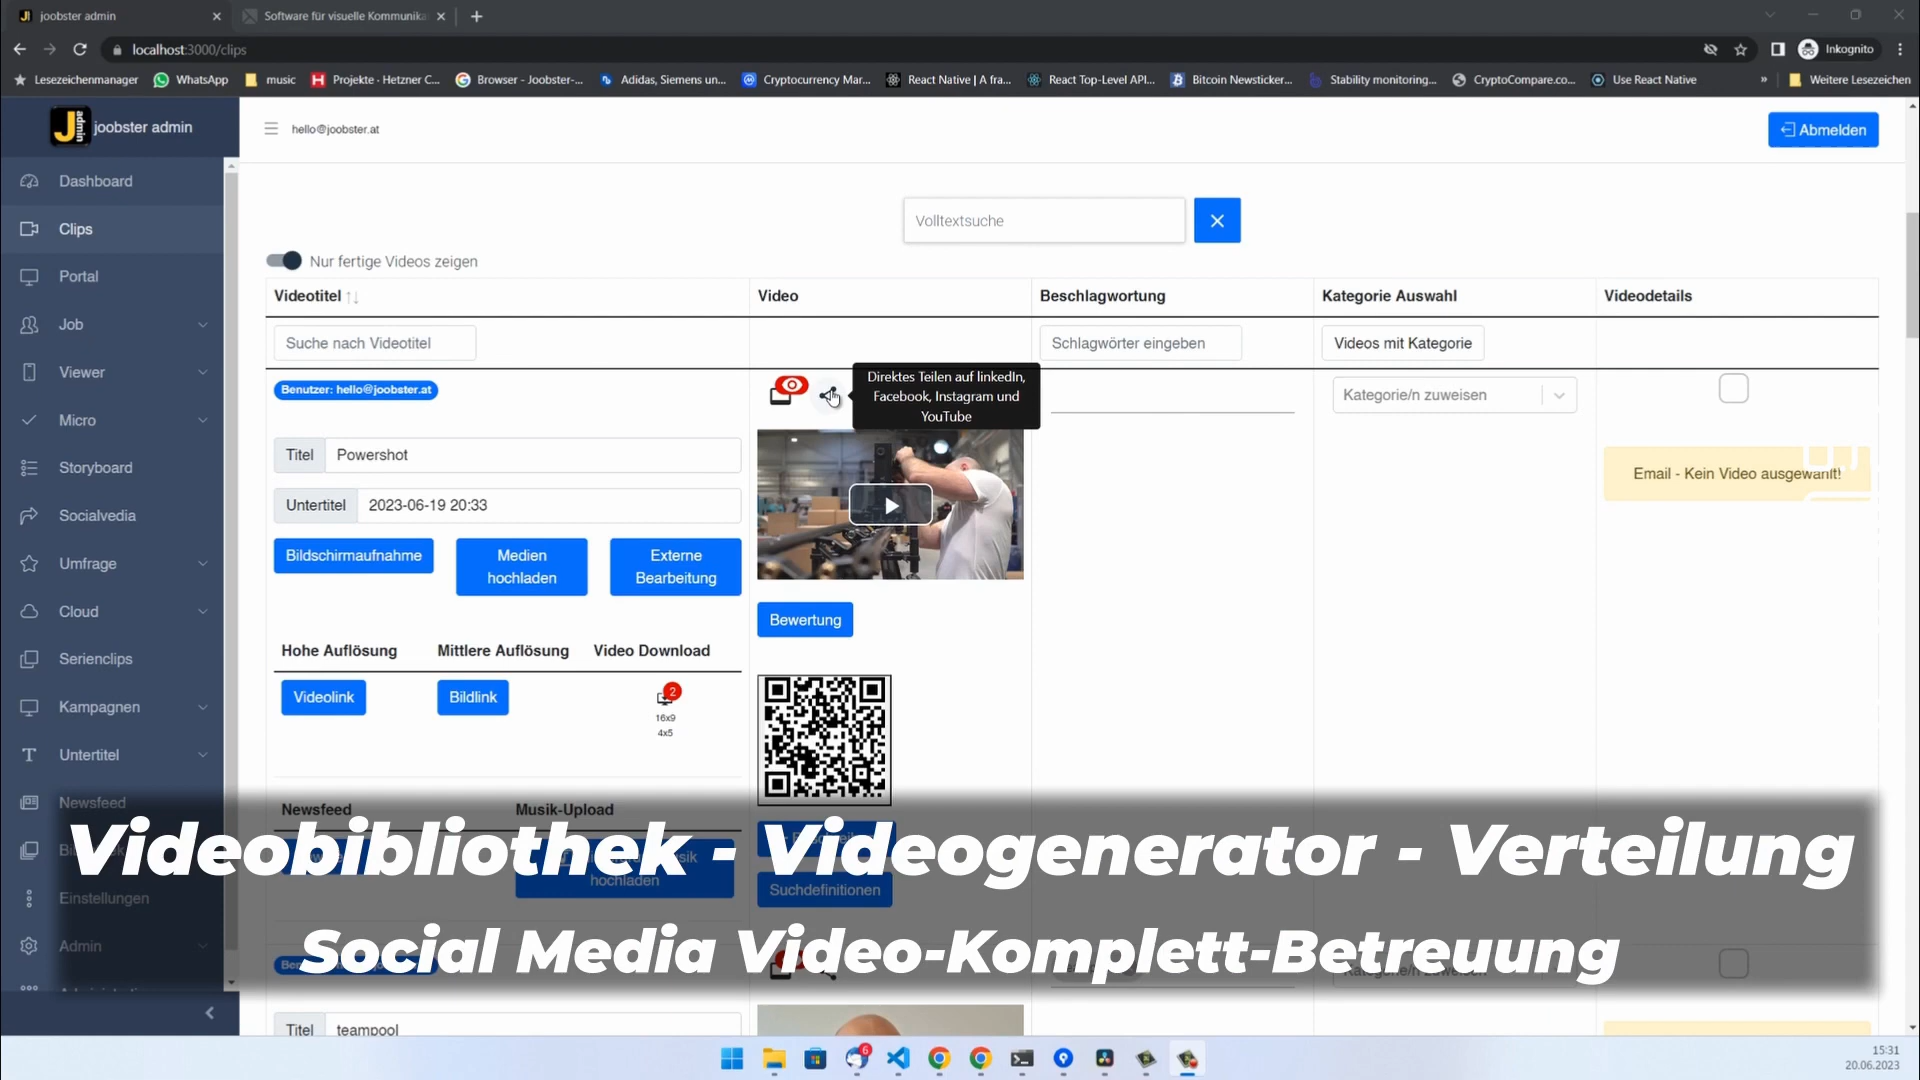 joobster admin
Software für visuelle Kommunika
localhost:3000/clips
Inkognito
Lesezeichenmanager
WhatsApp
music
Projekte · Hetzner C...
Browser - Joobster-...
Adidas, Siemens un...
Cryptocurrency Mar...
React Native | A fra...
React Top-Level API...
Bitcoin Newsticker...
Stability monitoring...
CryptoCompare.co...
Use React Native
»
Weitere Lesezeichen
joobster admin
hello@joobster.at
Abmelden
Dashboard
Clips
Portal
Job
Viewer
Micro
Storyboard
Socialvedia
Umfrage
Cloud
Serienclips
Kampagnen
Untertitel
Newsfeed
Einstellungen
Admin
Volltextsuche
Nur fertige Videos zeigen
Videotitel
Video
Beschlagwortung
Kategorie Auswahl
Videodetails
Suche nach Videotitel
Schlagwörter eingeben
Videos mit Kategorie
Benutzer: hello@joobster.at
Direktes Teilen auf linkedIn,
Facebook, Instagram und
YouTube
Kategorie/n zuweisen
Titel Powershot
Email - Kein Video ausgewählt!
Untertitel 2023-06-19 20:33
Bildschirmaufnahme
Medien
hochladen
Externe
Bearbeitung
Bewertung
Hohe Auflösung
Mittlere Auflösung
Video Download
Videolink
Bildlink
2
16x9
4x5
Newsfeed
Musik-Upload
hochladen
Suchdefinitionen
Videobibliothek - Videogenerator - Verteilung
Social Media Video-Komplett-Betreuung
Kategorie/n zuweisen
Titel teampool
6
15:31
20.06.2023